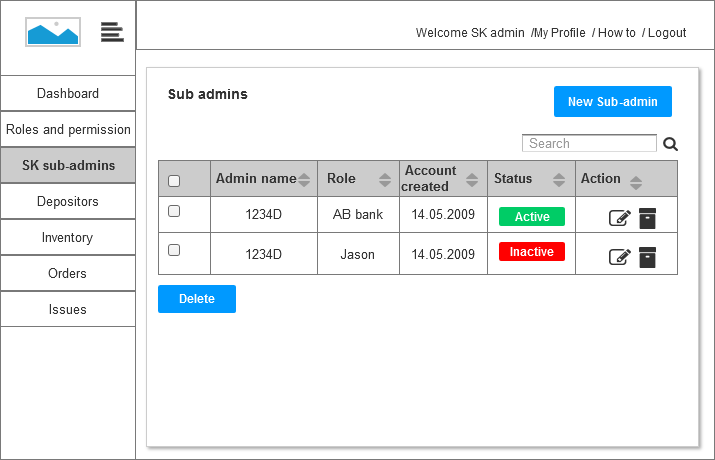 Welcome SK admin /My Profile / How to / Logout
Dashboard
Roles and permission
SK sub-admins
Depositors
Inventory
Orders
Issues
Sub admins
New Sub-admin
Search
Admin name Role Account created Status Action
1234D AB bank 14.05.2009 Active
1234D Jason 14.05.2009 Inactive
Delete